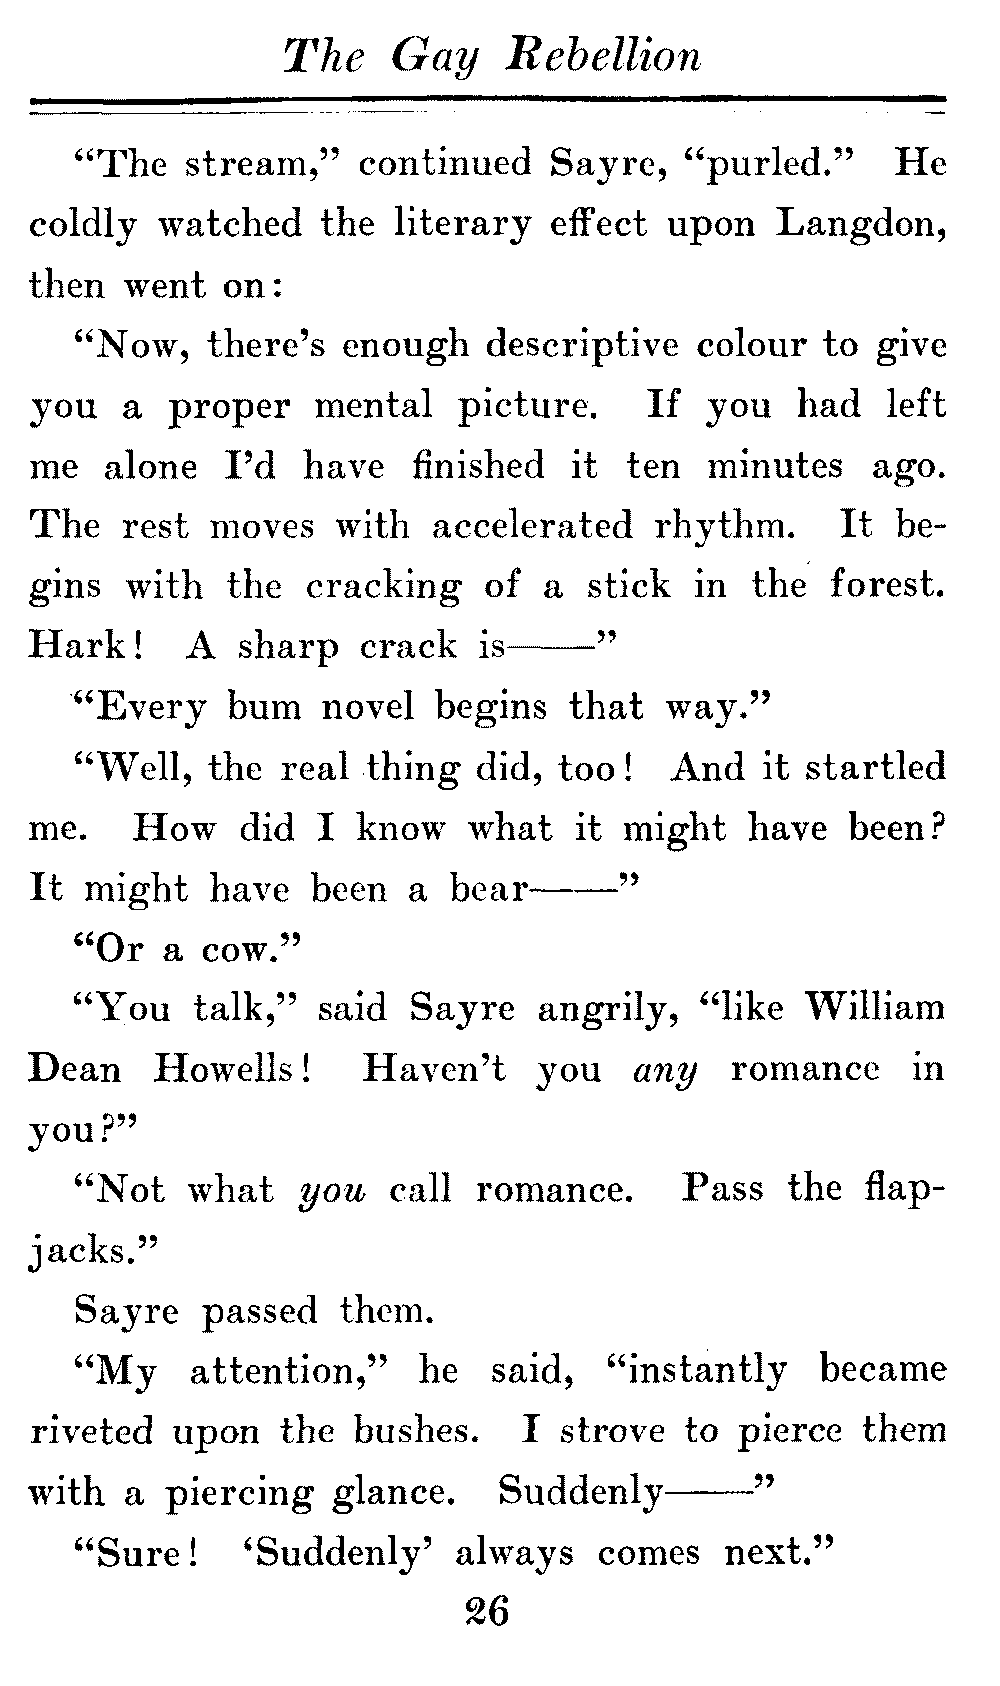 The Gay Rebellion
“The stream,” continued Sayre, “purled.” He
coldly watched the literary effect upon Langdon,
then went on:
“Now, there’s enough descriptive colour to give
you a proper mental picture. If you had left
me alone I’d have finished it ten minutes ago.
The rest moves with accelerated rhythm. It be-
gins with the cracking of a stick in the forest.
Hark! A sharp crack is——”
“Every bum novel begins that way.”
“Well, the real thing did, too! And it startled
me. How did I know what it might have been?
It might have been a bear——”
“Or a cow.”
“You talk,” said Sayre angrily, “like William
Dean Howells! Haven’t you any romance in
you?”
“Not what you call romance. Pass the flap-
jacks.”
Sayre passed them.
“My attention,” he said, “instantly became
riveted upon the bushes. I strove to pierce them
with a piercing glance. Suddenly——”
“Sure! ‘Suddenly’ always comes next.”
26